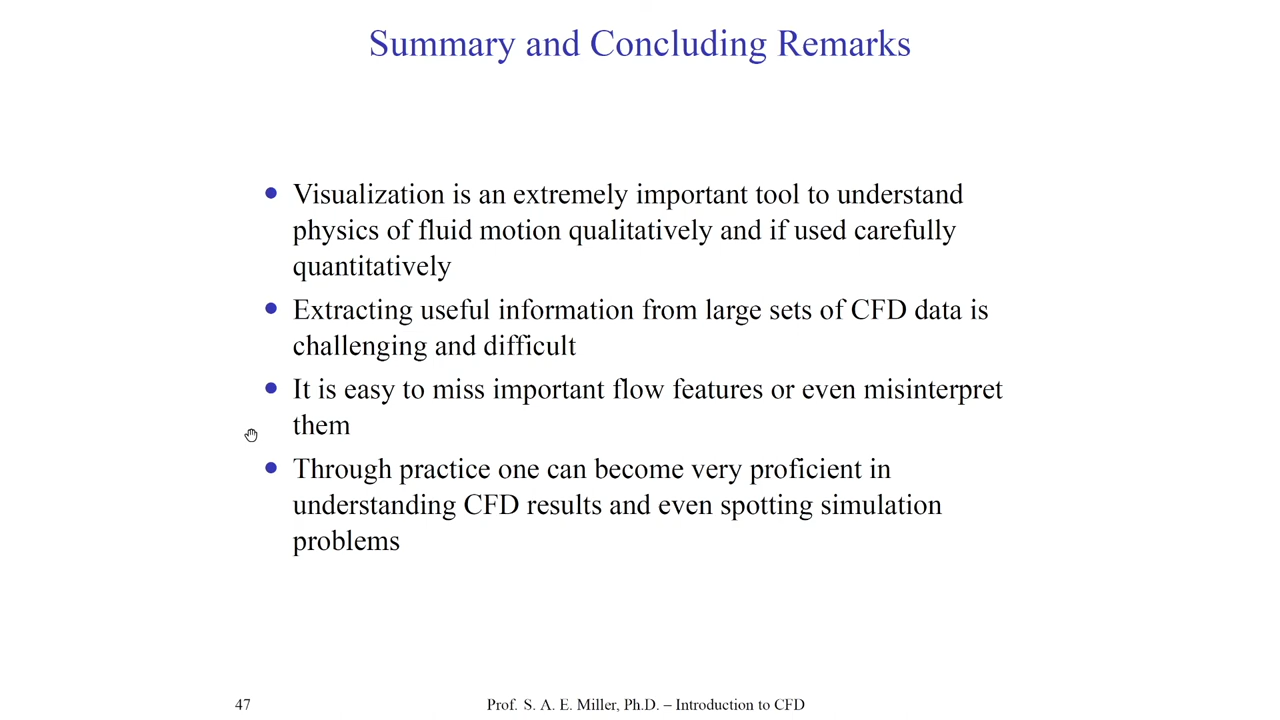 Summary and Concluding Remarks
• Visualization is an extremely important tool to understand
physics of fluid motion qualitatively and if used carefully
quantitatively
• Extracting useful information from large sets of CFD data is
challenging and difficult
• It is easy to miss important flow features or even misinterpret
them
• Through practice one can become very proficient in
understanding CFD results and even spotting simulation
problems
47 Prof. S. A. E. Miller, Ph.D. – Introduction to CFD